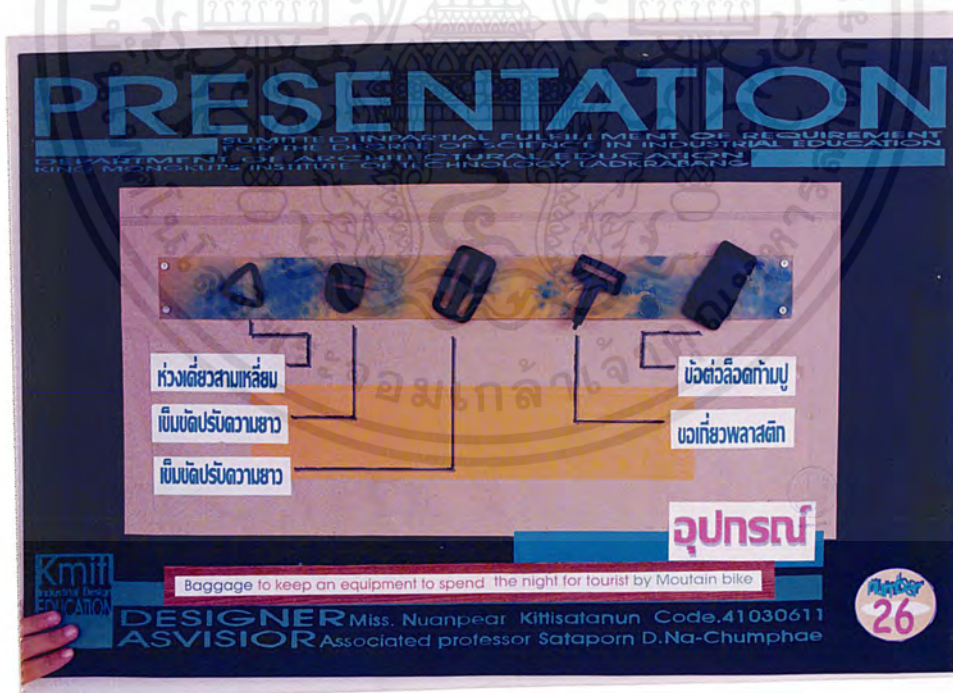 PRESENTATION
SUMITTED INPARTIAL FULFILLMENT OF REQUIREMENT
THE DEGREE OF SCIENCE IN INDUSTRIAL EDUCATION
DEPARTMENT OF ARCHITECTURAL EDUCATION
KING MONGKUT'S INSTITUTE OF TECHNOLOGY LADKRABANG
ห่วงเดี่ยวสามเหลี่ยม
เข็มขัดปรับความยาว
เข็มขัดปรับความยาว
ข้อต่อล็อคก้ามปู
ขอเกี่ยวพลาสติก
อุปกรณ์
Kmitl
Industrial Design
EDUCATION
Baggage to keep an equipment to spend the night for tourist by Moutain bike
DESIGNER Miss. Nuanpear Kittisatanun Code.41030611
ASVISIOR Associated professor Sataporn D.Na-Chumphae
number
26